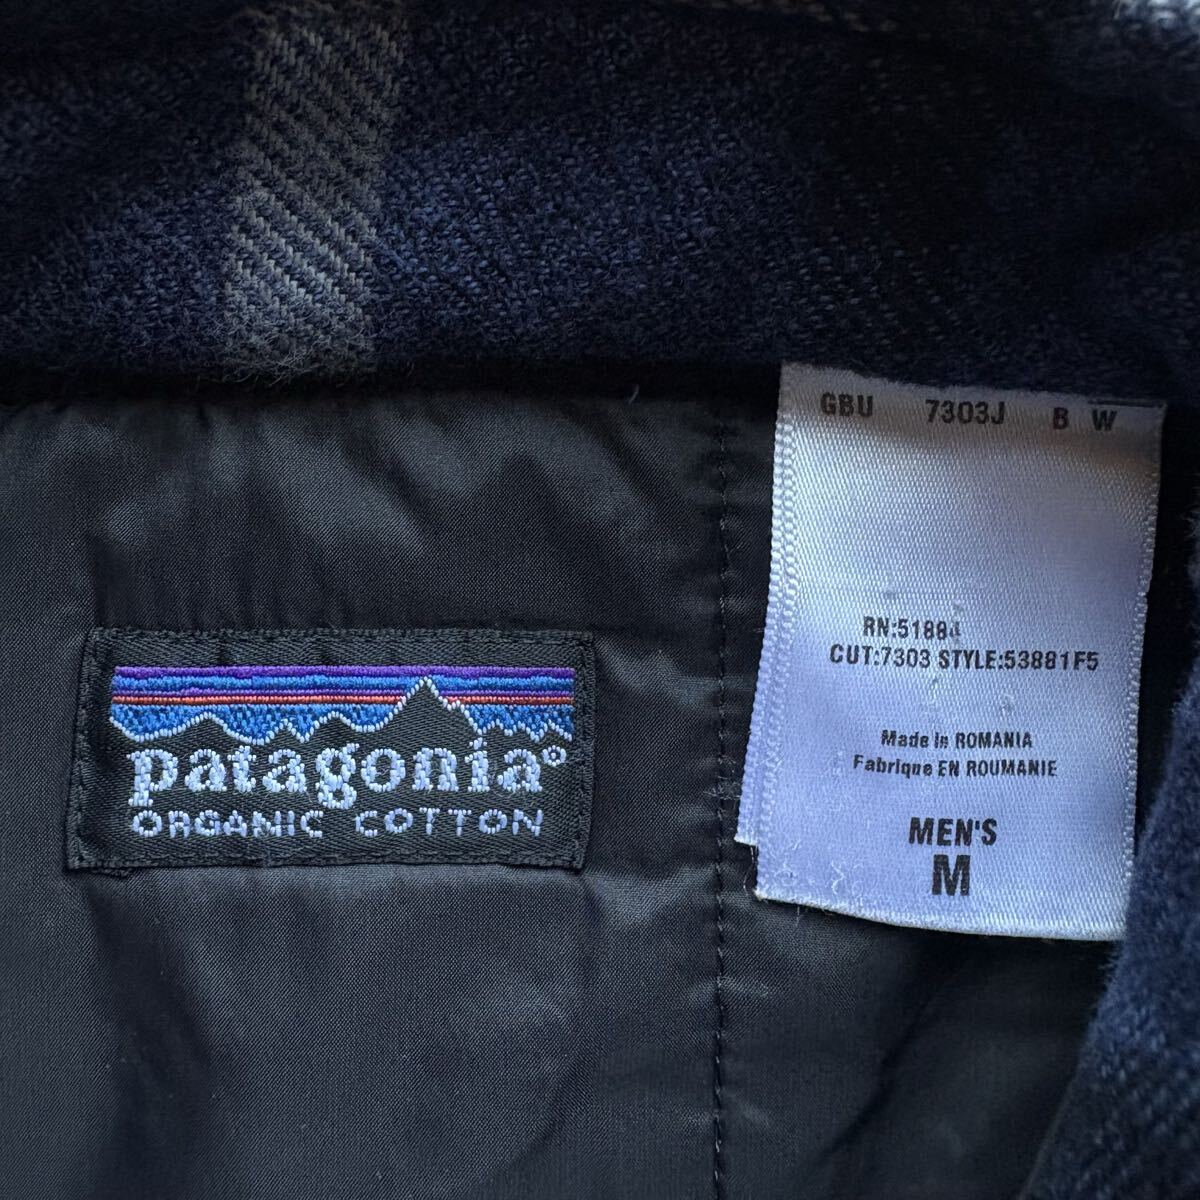 patagonia®
ORGANIC COTTON
GBU 7303J B W
RN:51884
CUT:7303 STYLE:53881F5
Made in ROMANIA
Fabrique EN ROUMANIE
MEN'S
M